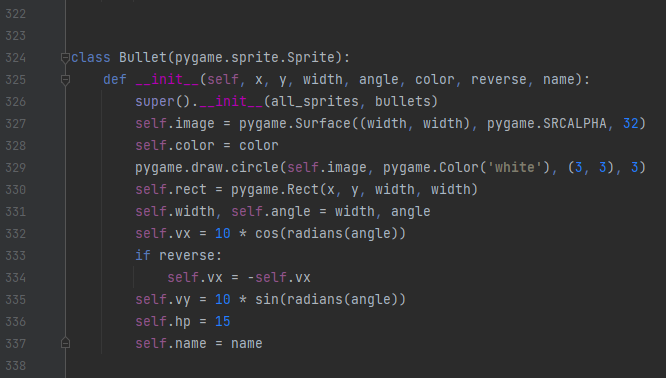 322
323
324 class Bullet(pygame.sprite.Sprite):
325     def __init__(self, x, y, width, angle, color, reverse, name):
326         super().__init__(all_sprites, bullets)
327         self.image = pygame.Surface((width, width), pygame.SRCALPHA, 32)
328         self.color = color
329         pygame.draw.circle(self.image, pygame.Color('white'), (3, 3), 3)
330         self.rect = pygame.Rect(x, y, width, width)
331         self.width, self.angle = width, angle
332         self.vx = 10 * cos(radians(angle))
333         if reverse:
334             self.vx = -self.vx
335         self.vy = 10 * sin(radians(angle))
336         self.hp = 15
337         self.name = name
338